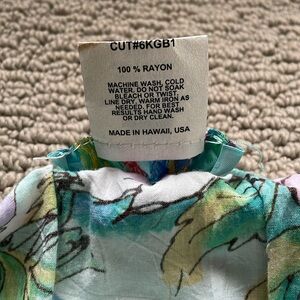 CUT#6KGB1
100 % RAYON
MACHINE WASH, COLD
WATER. DO NOT SOAK
BLEACH OR TWIST.
LINE DRY. WARM IRON AS
NEEDED. FOR BEST
RESULTS HAND WASH
OR DRY CLEAN.
MADE IN HAWAII, USA